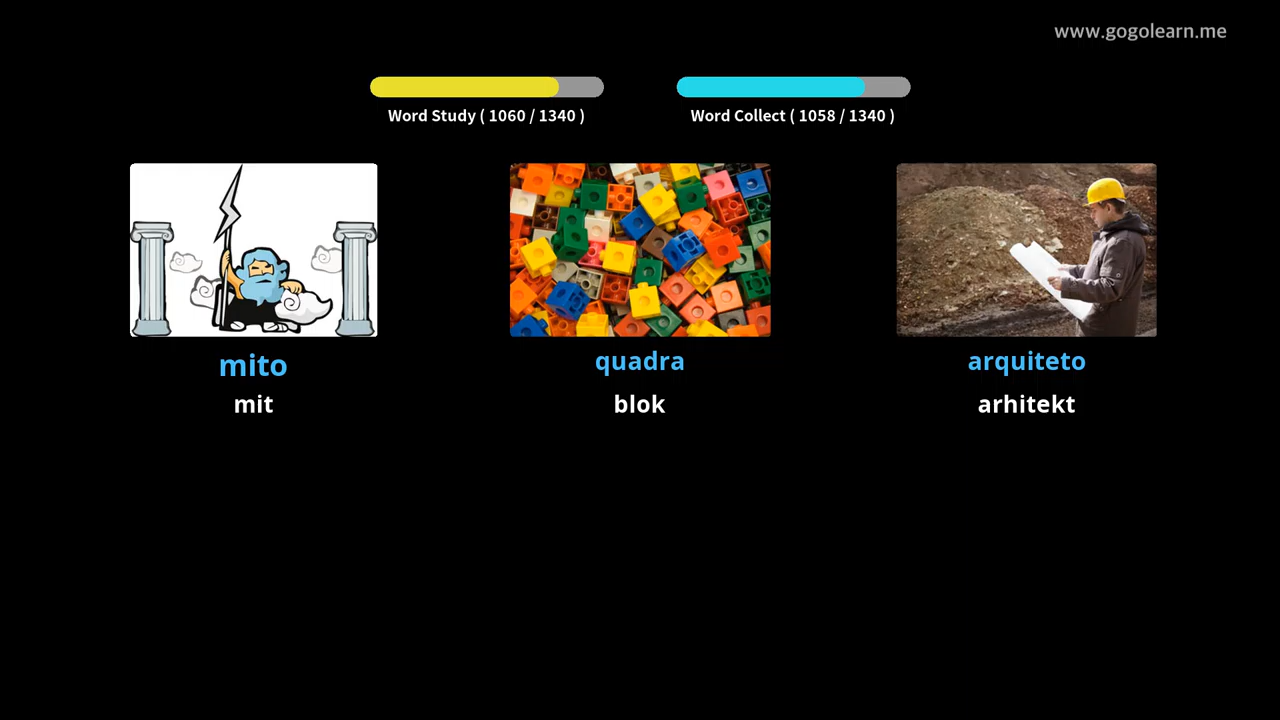 www.gogolearn.me
Word Study ( 1060 / 1340 )
Word Collect ( 1058 / 1340 )
mito
quadra
arquiteto
mit
blok
arhitekt